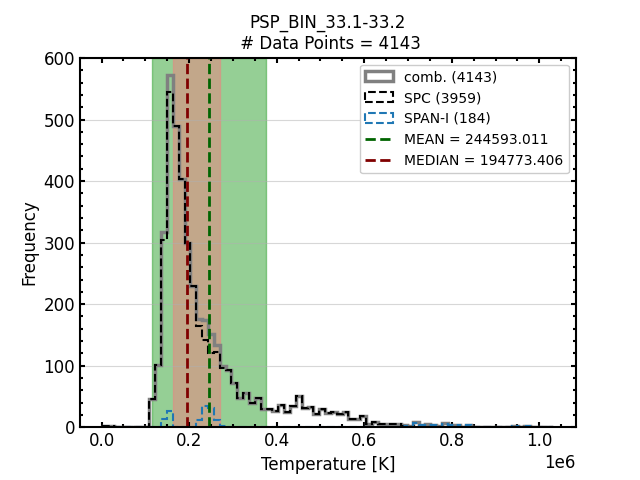 PSP_BIN_33.1-33.2
# Data Points = 4143
comb. (4143)
SPC (3959)
SPAN-I (184)
MEAN = 244593.011
MEDIAN = 194773.406
Frequency
600
500
400
300
200
100
0
0.0 0.2 0.4 0.6 0.8 1.0
1e6
Temperature [K]